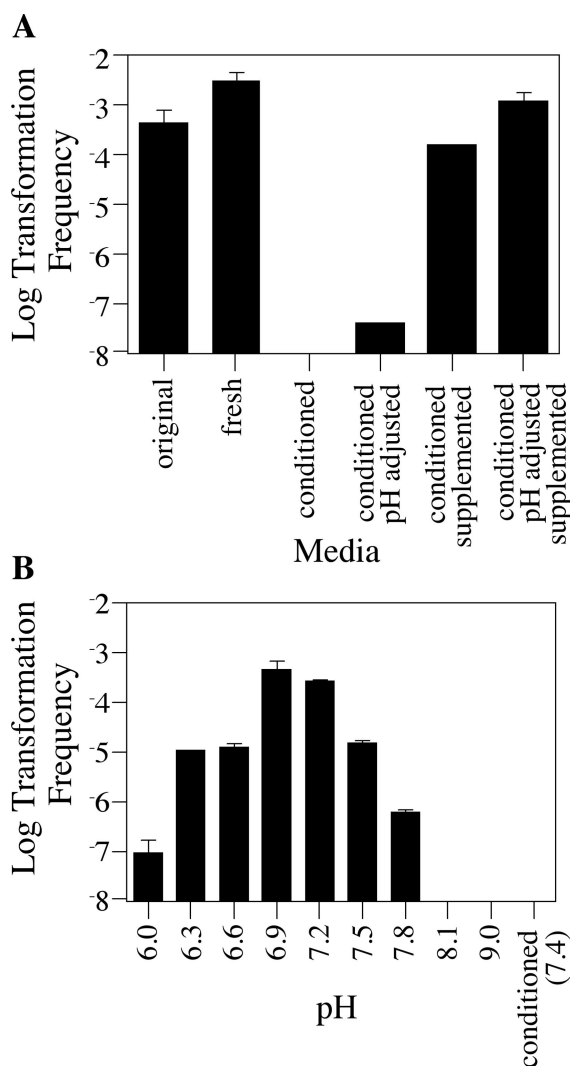 A
Log Transformation
Frequency
-2
-3
-4
-5
-6
-7
-8
original
fresh
conditioned
conditioned
pH adjusted
conditioned
supplemented
conditioned
pH adjusted
supplemented
Media
B
Log Transformation
Frequency
-2
-3
-4
-5
-6
-7
-8
6.0
6.3
6.6
6.9
7.2
7.5
7.8
8.1
9.0
conditioned
(7.4)
pH